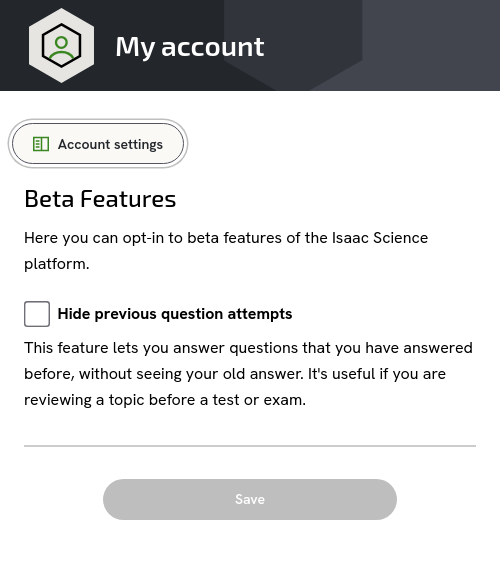 My account
Account settings
Beta Features
Here you can opt-in to beta features of the Isaac Science
platform.
Hide previous question attempts
This feature lets you answer questions that you have answered
before, without seeing your old answer. It's useful if you are
reviewing a topic before a test or exam.
Save